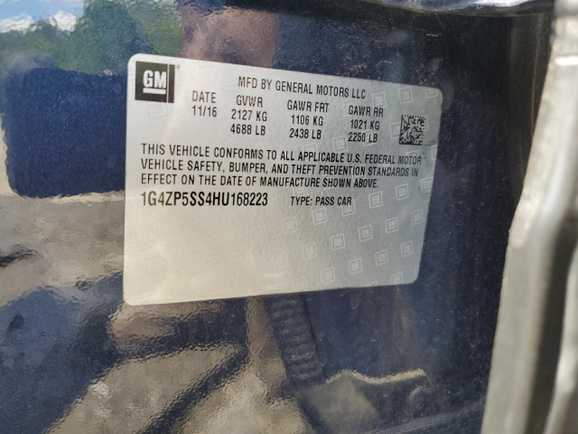 GM
MFD BY GENERAL MOTORS LLC
DATE GVWR GAWR FRT GAWR RR
11/16 2127 KG 1106 KG 1021 KG
4688 LB 2438 LB 2250 LB
THIS VEHICLE CONFORMS TO ALL APPLICABLE U.S. FEDERAL MOTOR
VEHICLE SAFETY, BUMPER, AND THEFT PREVENTION STANDARDS IN
EFFECT ON THE DATE OF MANUFACTURE SHOWN ABOVE.
1G4ZP5SS4HU168223 TYPE: PASS CAR